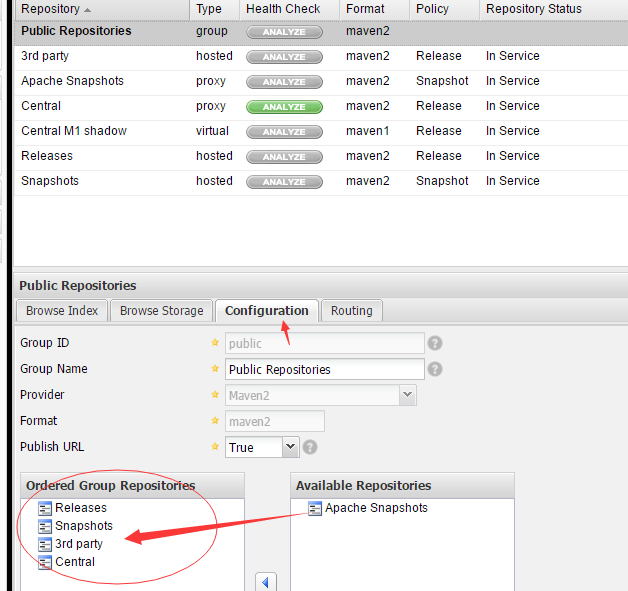 Repository Type Health Check Format Policy Repository Status
Public Repositories group ANALYZE maven2
3rd party hosted ANALYZE maven2 Release In Service
Apache Snapshots proxy ANALYZE maven2 Snapshot In Service
Central proxy ANALYZE maven2 Release In Service
Central M1 shadow virtual ANALYZE maven1 Release In Service
Releases hosted ANALYZE maven2 Release In Service
Snapshots hosted ANALYZE maven2 Snapshot In Service
Public Repositories
Browse Index Browse Storage Configuration Routing
Group ID public ?
Group Name Public Repositories ?
Provider Maven2
Format maven2
Publish URL True ?
Ordered Group Repositories Available Repositories
Releases Apache Snapshots
Snapshots
3rd party
Central